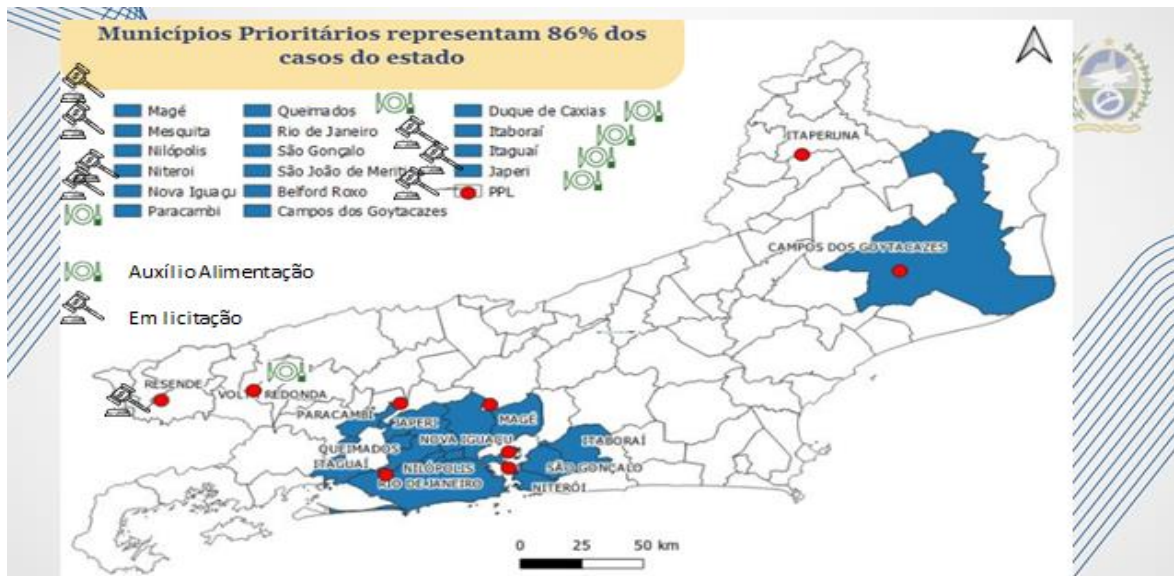 Municípios Prioritários representam 86% dos
casos do estado
Magé
Mesquita
Nilópolis
Niteroi
Nova Iguaçu
Paracambi
Queimados
Rio de Janeiro
São Gonçalo
São João de Meriti
Belford Roxo
Campos dos Goytacazes
Duque de Caxias
Itaboraí
Itaguaí
Japeri
PPL
Auxílio Alimentação
Em licitação
ITAPERUNA
CAMPOS DOS GOYTACAZES
RESENDE
VOLTA REDONDA
PARACAMBÍ
JAPERI
MAGÉ
NOVA IGUAÇU
ITABORAÍ
QUEIMADOS
ITAGUAÍ
NILÓPOLIS
SÃO GONÇALO
RIO DE JANEIRO
NITERÓI
0 25 50 km